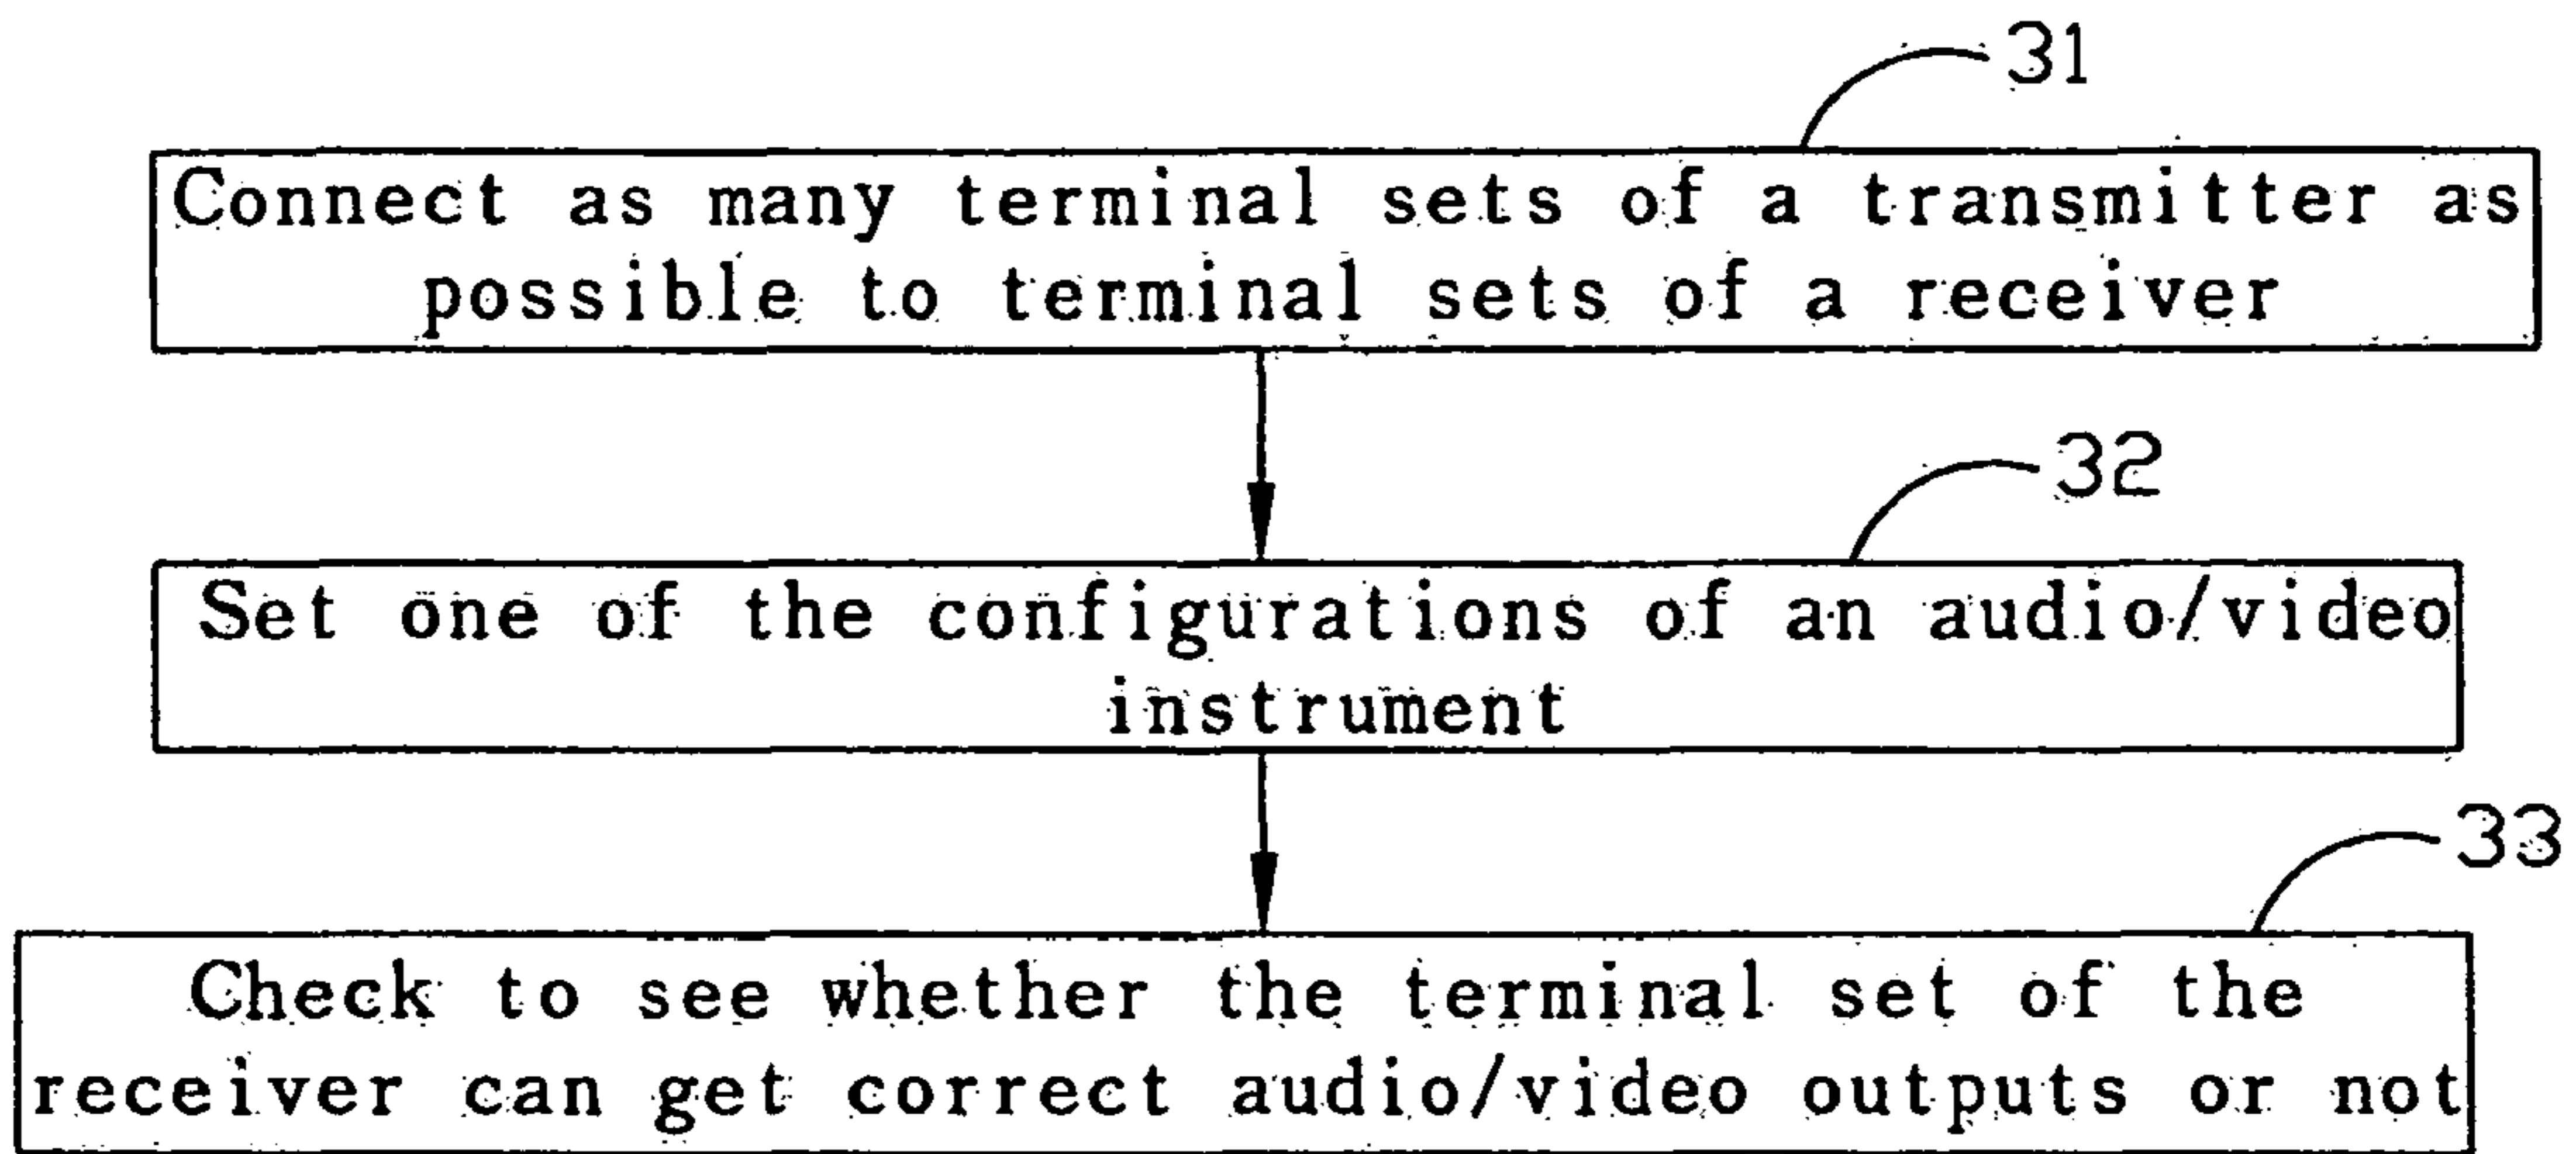 31
Connect as many terminal sets of a transmitter as
possible to terminal sets of a receiver
32
Set one of the configurations of an audio/video
instrument
33
Check to see whether the terminal set of the
receiver can get correct audio/video outputs or not